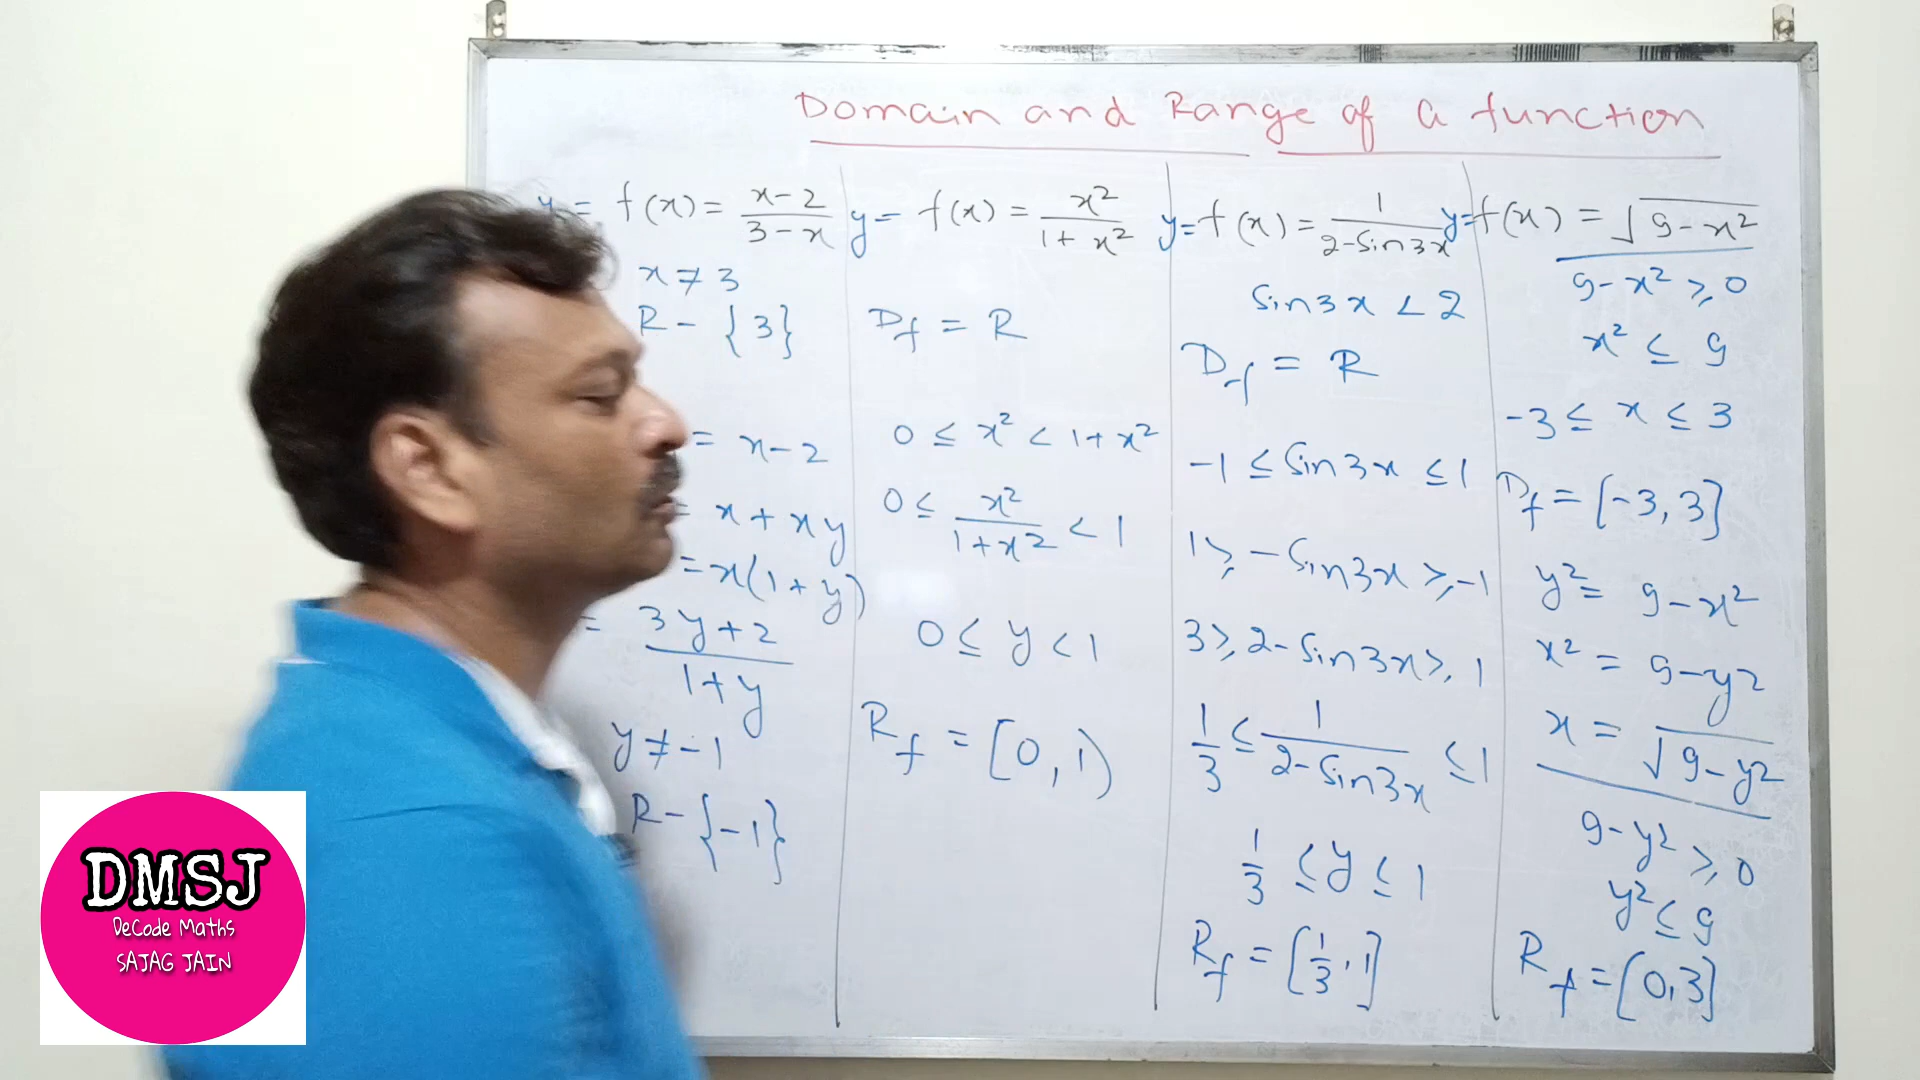 Domain and Range of a function
y = f(x) = x-2 / 3-x
x ≠ 3
R - {3}
= x-2
= x + xy
= x(1+y)
= 3y+2 / 1+y
y ≠ -1
R - {-1}
y = f(x) = x² / 1+x²
Df = R
0 ≤ x² < 1+x²
0 ≤ x² / 1+x² < 1
0 ≤ y < 1
Rf = [0,1)
y = f(x) = 1 / 2-Sin3x
Sin3x < 2
Df = R
-1 ≤ Sin3x ≤ 1
1 ≥ -Sin3x ≥ -1
3 ≥ 2-Sin3x ≥ 1
1/3 ≤ 1 / 2-Sin3x ≤ 1
1/3 ≤ y ≤ 1
Rf = [1/3, 1]
y = f(x) = √9-x²
9-x² ≥ 0
x² ≤ 9
-3 ≤ x ≤ 3
Df = [-3,3]
y² = 9-x²
x² = 9-y²
x = √9-y²
9-y² ≥ 0
y² ≤ 9
Rf = [0,3]
DMSJ
DeCode Maths
SAJAG JAIN